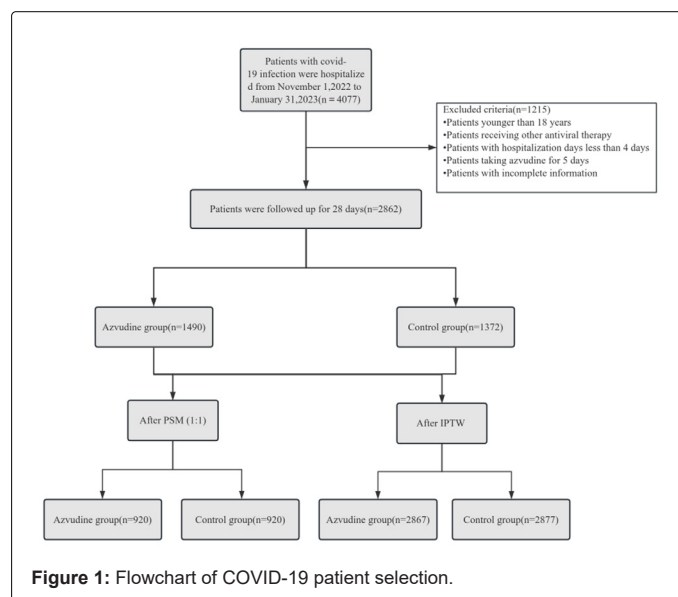 Patients with covid-
19 infection were hospitalize
d from November 1,2022 to
January 31,2023(n = 4077)
Excluded criteria(n=1215)
•Patients younger than 18 years
•Patients receiving other antiviral therapy
•Patients with hospitalization days less than 4 days
•Patients taking azvudine for 5 days
•Patients with incomplete information
Patients were followed up for 28 days(n=2862)
Azvudine group(n=1490)
Control group(n=1372)
After PSM (1:1)
After IPTW
Azvudine group(n=920)
Control group(n=920)
Azvudine group(n=2867)
Control group(n=2877)
Figure 1: Flowchart of COVID-19 patient selection.